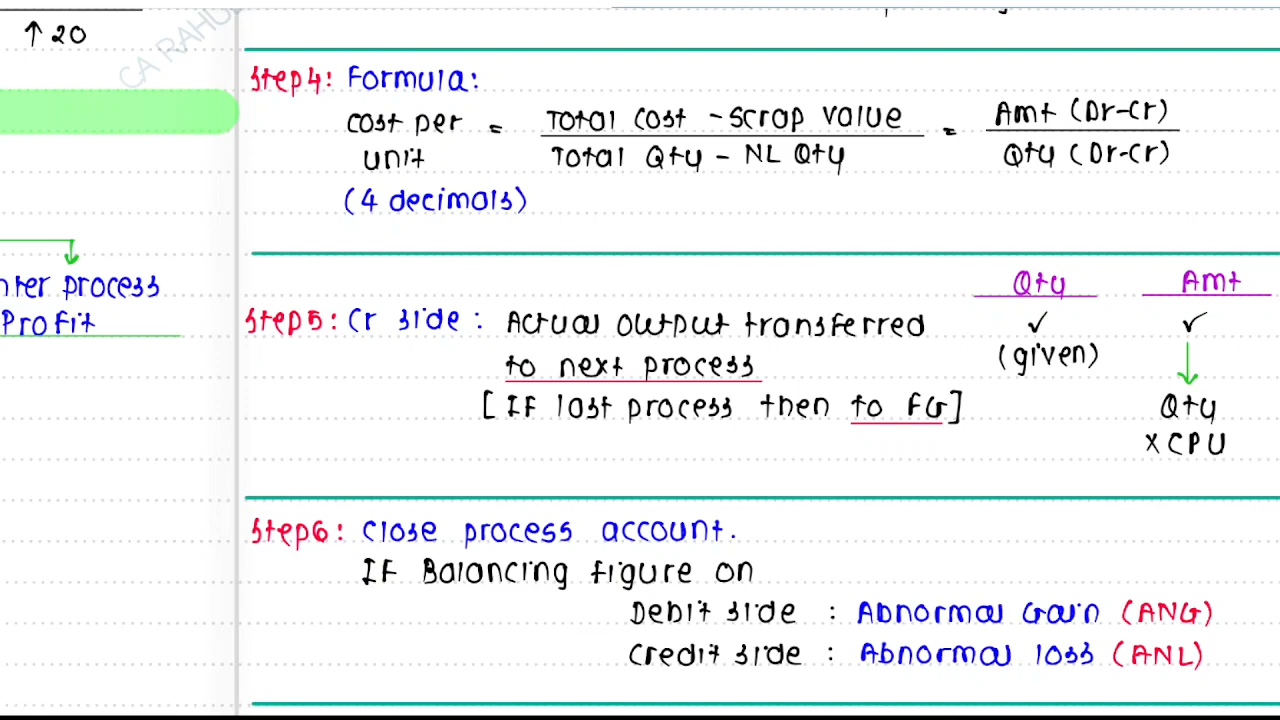 ↑ 20
CA RAHU
nter process
Profit
Step4: Formula:
cost per unit = Total cost - scrap value / Total Qty - NL Qty = Amt (Dr-Cr) / Qty (Dr-Cr)
(4 decimals)
Qty Amt
Step5: Cr side: Actual output transferred ✓ ✓
to next process (given) ↓
[If last process then to FG] Qty
x CPU
Step6: Close process account.
If Balancing figure on
Debit side : Abnormal Gain (ANG)
Credit side : Abnormal loss (ANL)